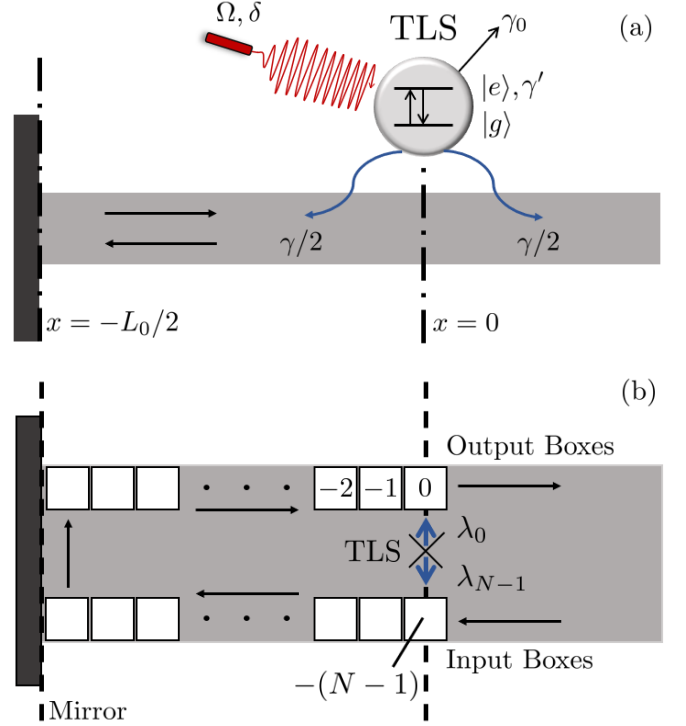 Ω, δ
TLS
γ₀
(a)
|e⟩, γ′
|g⟩
γ/2
γ/2
x = −L₀/2
x = 0
(b)
Output Boxes
−2
−1
0
· · ·
TLS
λ₀
λ_{N−1}
· · ·
−(N − 1)
Input Boxes
Mirror